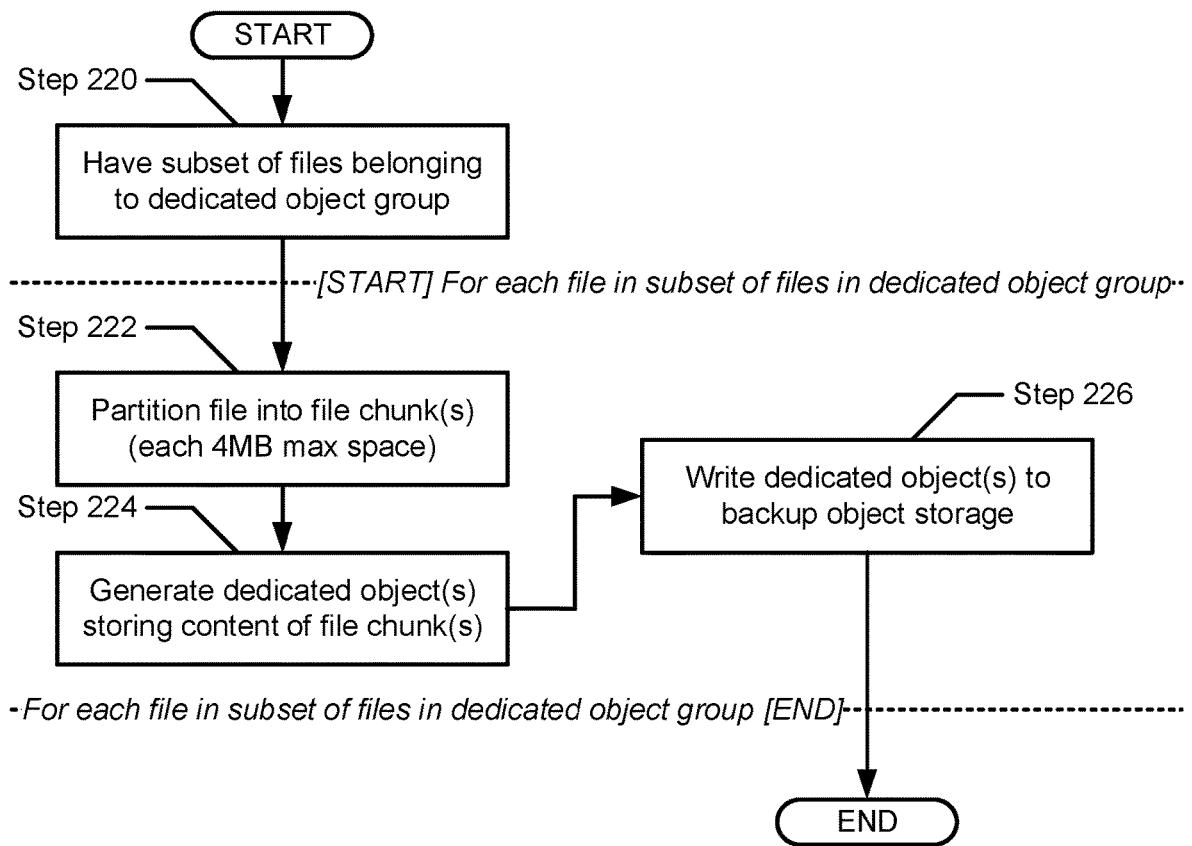 START
Step 220
Have subset of files belonging
to dedicated object group
[START] For each file in subset of files in dedicated object group
Step 222
Partition file into file chunk(s)
(each 4MB max space)
Step 224
Generate dedicated object(s)
storing content of file chunk(s)
Step 226
Write dedicated object(s) to
backup object storage
For each file in subset of files in dedicated object group [END]
END